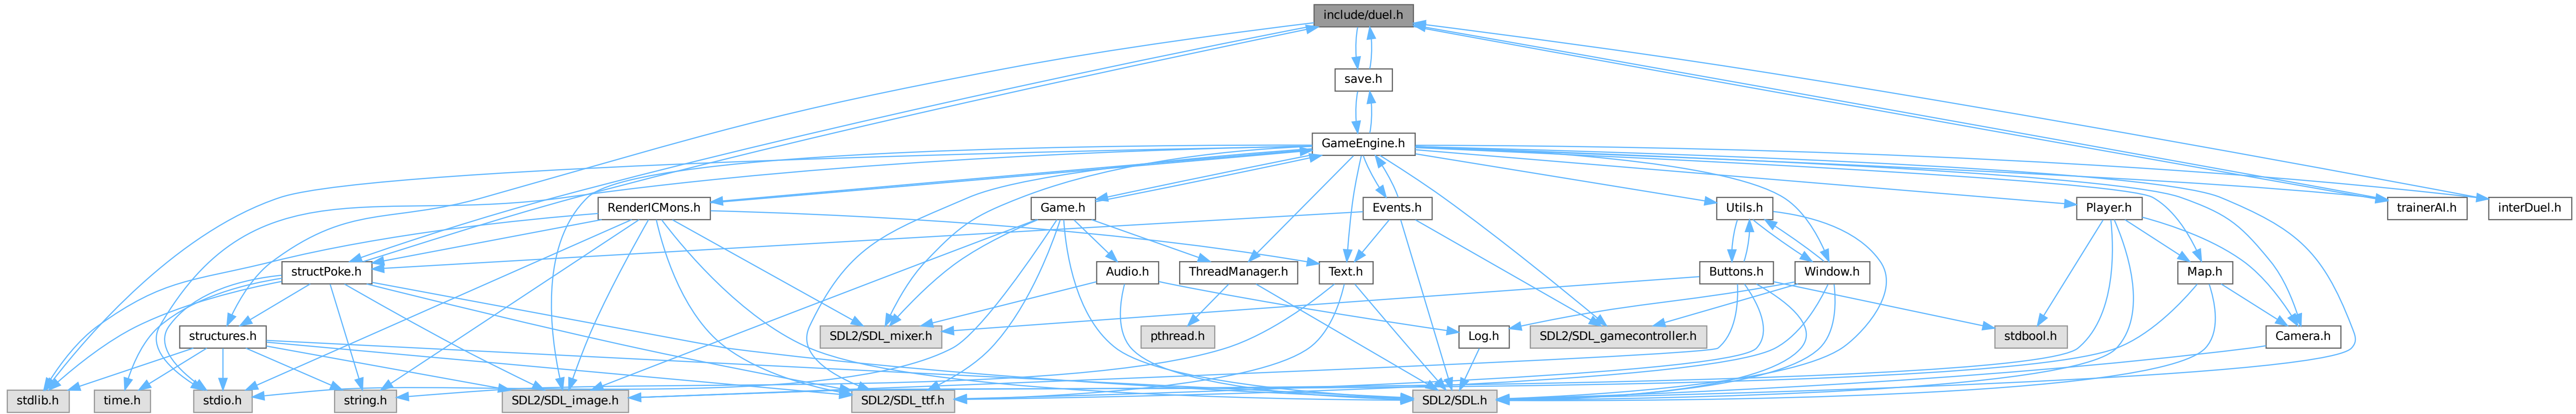 include/duel.h
save.h
GameEngine.h
RenderICMons.h
Game.h
Events.h
Utils.h
Player.h
trainerAI.h
interDuel.h
structPoke.h
Audio.h
ThreadManager.h
Text.h
Buttons.h
Window.h
Map.h
structures.h
SDL2/SDL_mixer.h
pthread.h
Log.h
SDL2/SDL_gamecontroller.h
stdbool.h
Camera.h
stdlib.h
time.h
stdio.h
string.h
SDL2/SDL_image.h
SDL2/SDL_ttf.h
SDL2/SDL.h